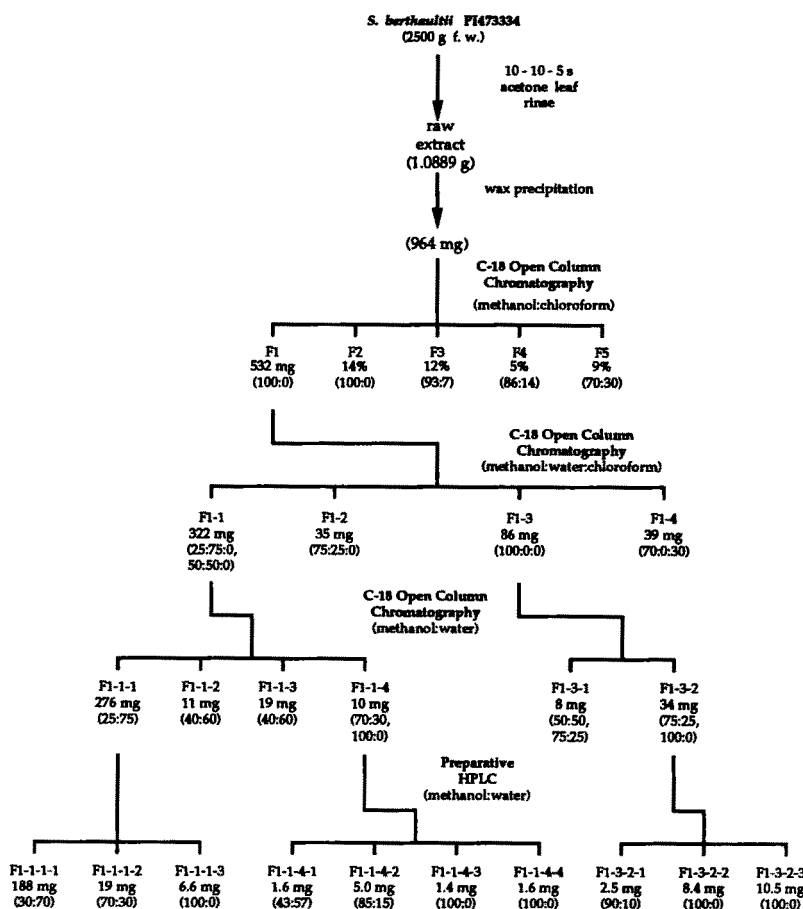 S. berthaultii PI473334
(2500 g f. w.)
10 - 10 - 5 s
acetone leaf
rinse
raw
extract
(1.0889 g)
wax precipitation
(964 mg)
C-18 Open Column
Chromatography
(methanol:chloroform)
F1 F2 F3 F4 F5
532 mg 14% 12% 5% 9%
(100:0) (100:0) (93:7) (86:14) (70:30)
C-18 Open Column
Chromatography
(methanol:water:chloroform)
F1-1 F1-2 F1-3 F1-4
322 mg 35 mg 86 mg 39 mg
(25:75:0, (75:25:0) (100:0:0) (70:0:30)
50:50:0)
C-18 Open Column
Chromatography
(methanol:water)
F1-1-1 F1-1-2 F1-1-3 F1-1-4 F1-3-1 F1-3-2
276 mg 11 mg 19 mg 10 mg 8 mg 34 mg
(25:75) (40:60) (40:60) (70:30, (50:50, (75:25,
100:0) 75:25) 100:0)
Preparative
HPLC
(methanol:water)
F1-1-1-1 F1-1-1-2 F1-1-1-3 F1-1-4-1 F1-1-4-2 F1-1-4-3 F1-1-4-4 F1-3-2-1 F1-3-2-2 F1-3-2-3
188 mg 19 mg 6.6 mg 1.6 mg 5.0 mg 1.4 mg 1.6 mg 2.5 mg 8.4 mg 10.5 mg
(30:70) (70:30) (100:0) (43:57) (85:15) (100:0) (100:0) (90:10) (100:0) (100:0)